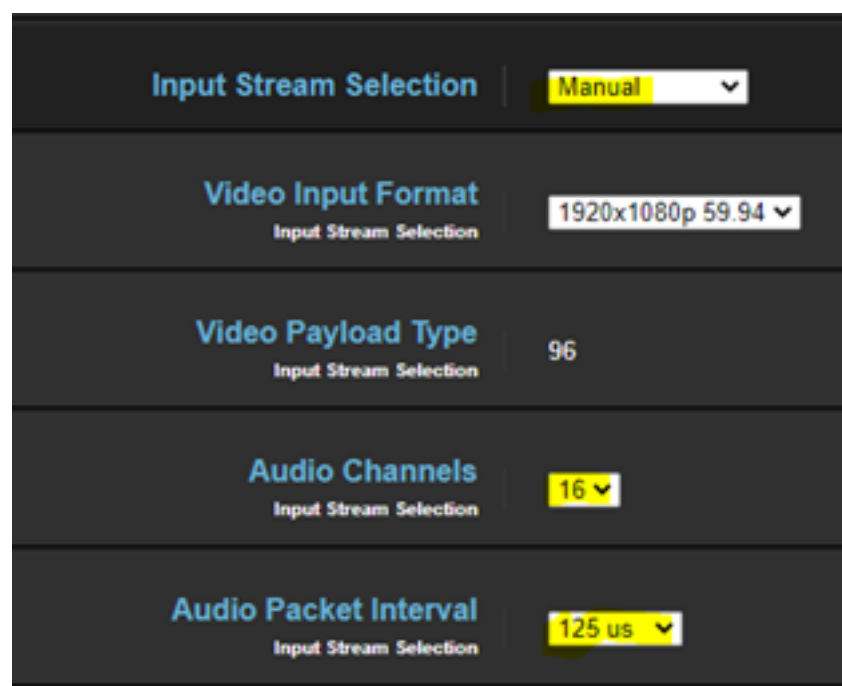 Input Stream Selection
Manual
Video Input Format
Input Stream Selection
1920x1080p 59.94
Video Payload Type
Input Stream Selection
96
Audio Channels
Input Stream Selection
16
Audio Packet Interval
Input Stream Selection
125 us